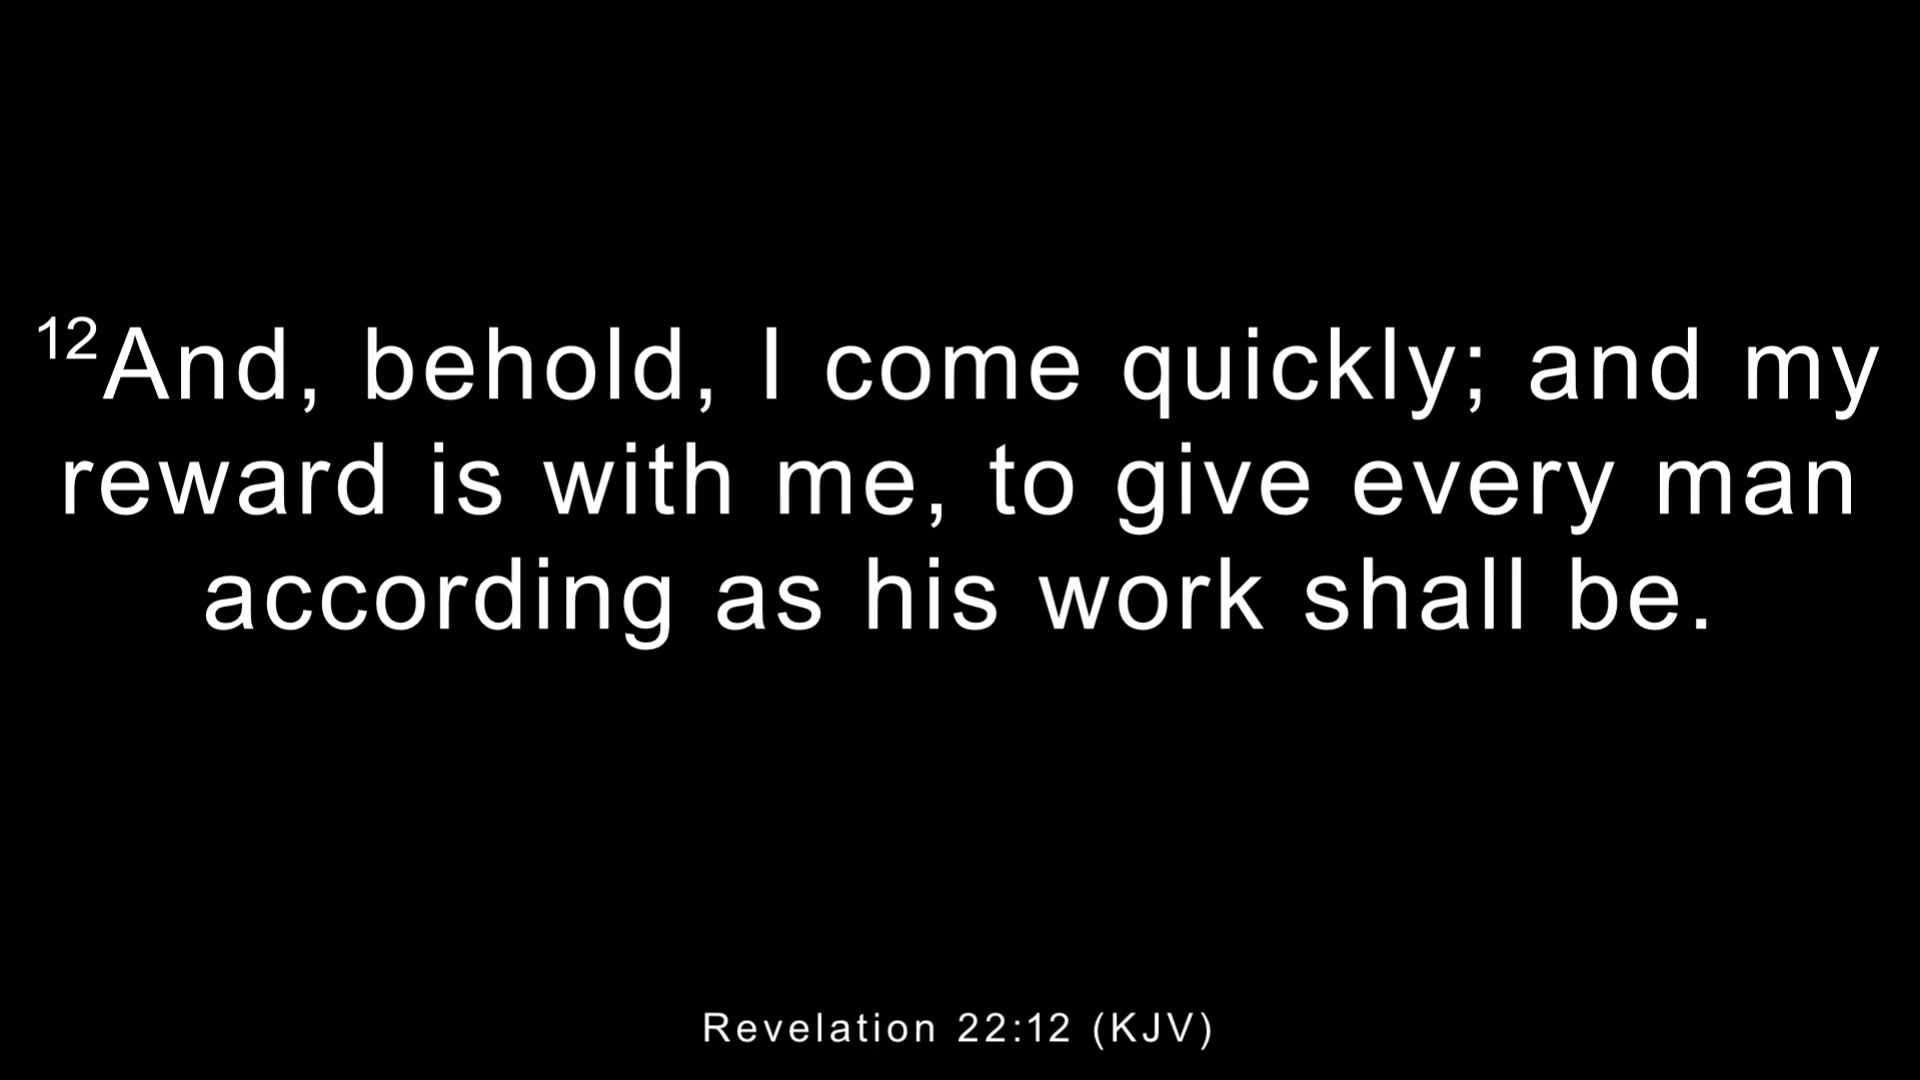 12And, behold, I come quickly; and my
reward is with me, to give every man
according as his work shall be.
Revelation 22:12 (KJV)